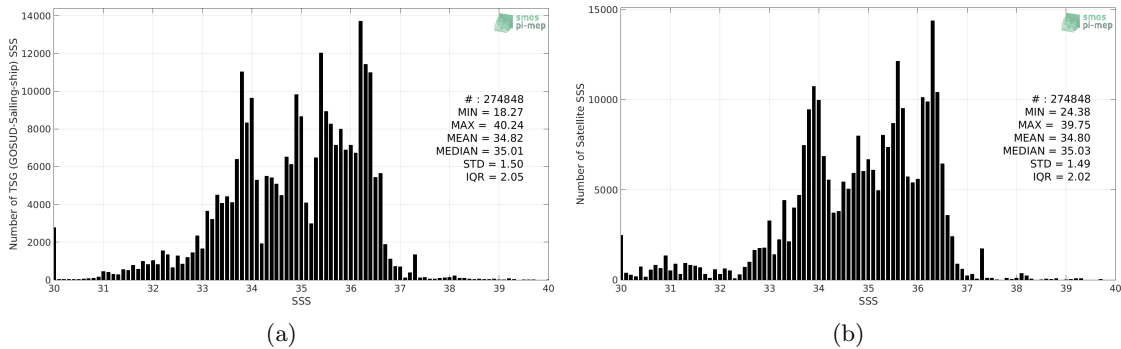 smos
pi-mep
Number of TSG (GOSUD-Sailing-ship) SSS
14000
12000
10000
8000
6000
4000
2000
0
# : 274848
MIN = 18.27
MAX = 40.24
MEAN = 34.82
MEDIAN = 35.01
STD = 1.50
IQR = 2.05
30 31 32 33 34 35 36 37 38 39 40
SSS
(a)
smos
pi-mep
Number of Satellite SSS
15000
10000
5000
0
# : 274848
MIN = 24.38
MAX = 39.75
MEAN = 34.80
MEDIAN = 35.03
STD = 1.49
IQR = 2.02
30 31 32 33 34 35 36 37 38 39 40
SSS
(b)